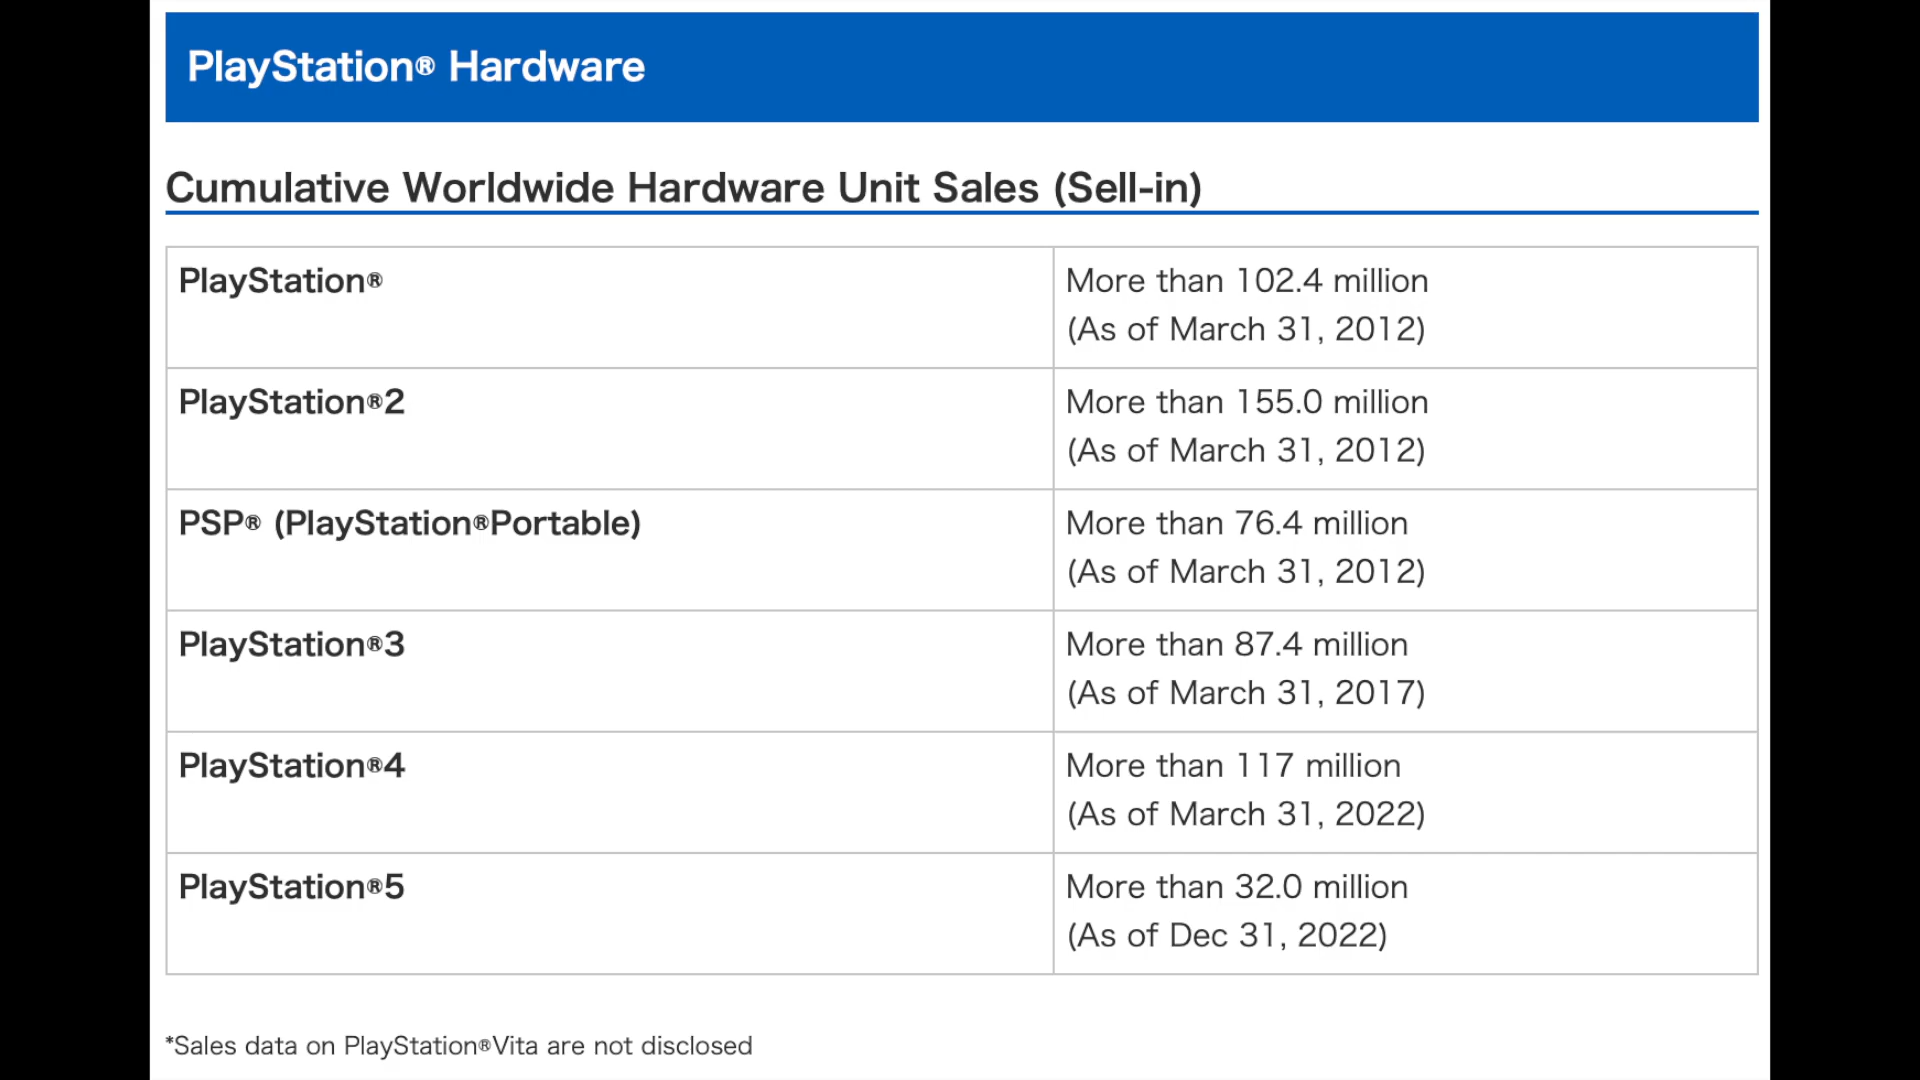 PlayStation® Hardware
Cumulative Worldwide Hardware Unit Sales (Sell-in)
PlayStation®
More than 102.4 million
(As of March 31, 2012)
PlayStation®2
More than 155.0 million
(As of March 31, 2012)
PSP® (PlayStation®Portable)
More than 76.4 million
(As of March 31, 2012)
PlayStation®3
More than 87.4 million
(As of March 31, 2017)
PlayStation®4
More than 117 million
(As of March 31, 2022)
PlayStation®5
More than 32.0 million
(As of Dec 31, 2022)
*Sales data on PlayStation®Vita are not disclosed